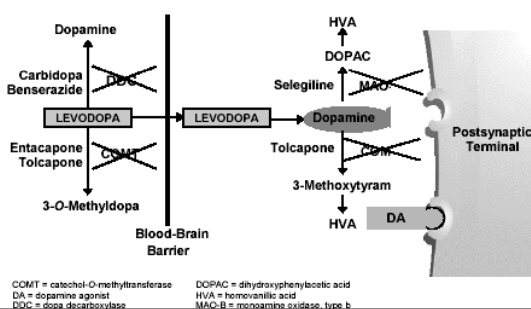 HVA
Dopamine
DOPAC
Carbidopa
Benserazide
DDC
Selegiline
MAO
LEVODOPA
LEVODOPA
Dopamine
Postsynaptic
Terminal
Entacapone
Tolcapone
COMT
Tolcapone
COM
3-Methoxytyram
3-O-Methyldopa
HVA
DA
Blood-Brain
Barrier
COMT = catechol-O-methyltransferase
DA = dopamine agonist
DDC = dopa decarboxylase
DOPAC = dihydroxyphenylacetic acid
HVA = homovanillic acid
MAO-B = monoamine oxidase, type b